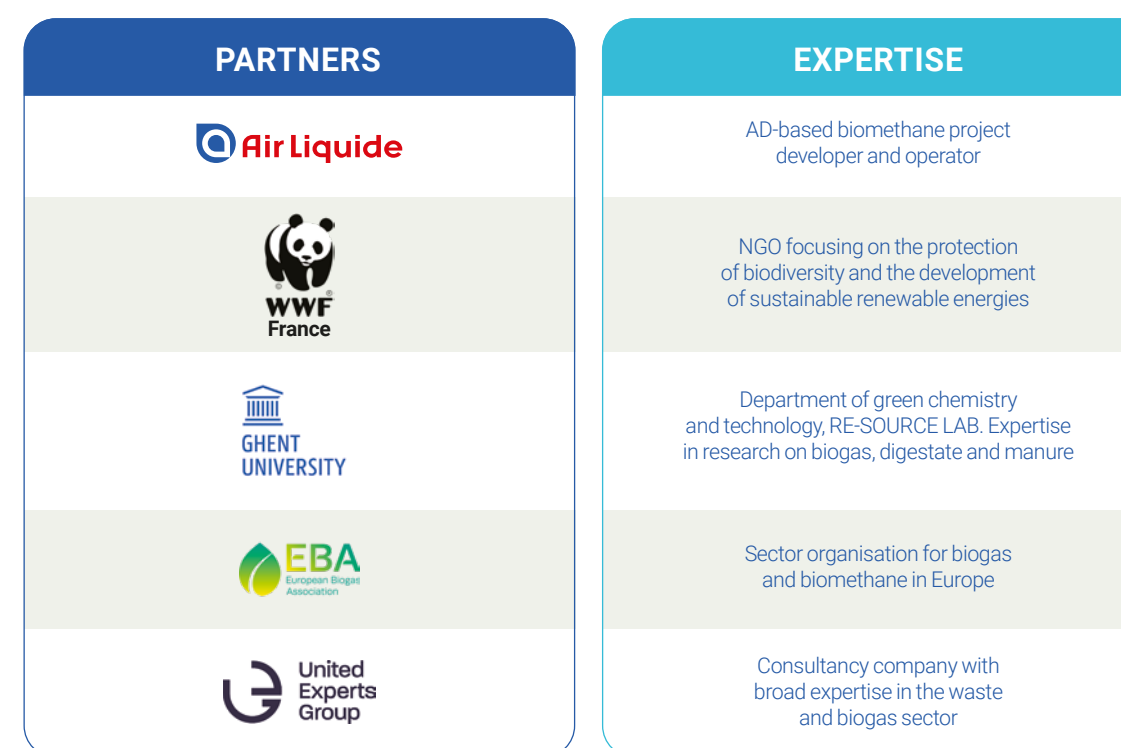 PARTNERS
EXPERTISE
Air Liquide
AD-based biomethane project
developer and operator
WWF
France
NGO focusing on the protection
of biodiversity and the development
of sustainable renewable energies
GHENT
UNIVERSITY
Department of green chemistry
and technology, RE-SOURCE LAB. Expertise
in research on biogas, digestate and manure
EBA
European Biogas
Association
Sector organisation for biogas
and biomethane in Europe
United
Experts
Group
Consultancy company with
broad expertise in the waste
and biogas sector